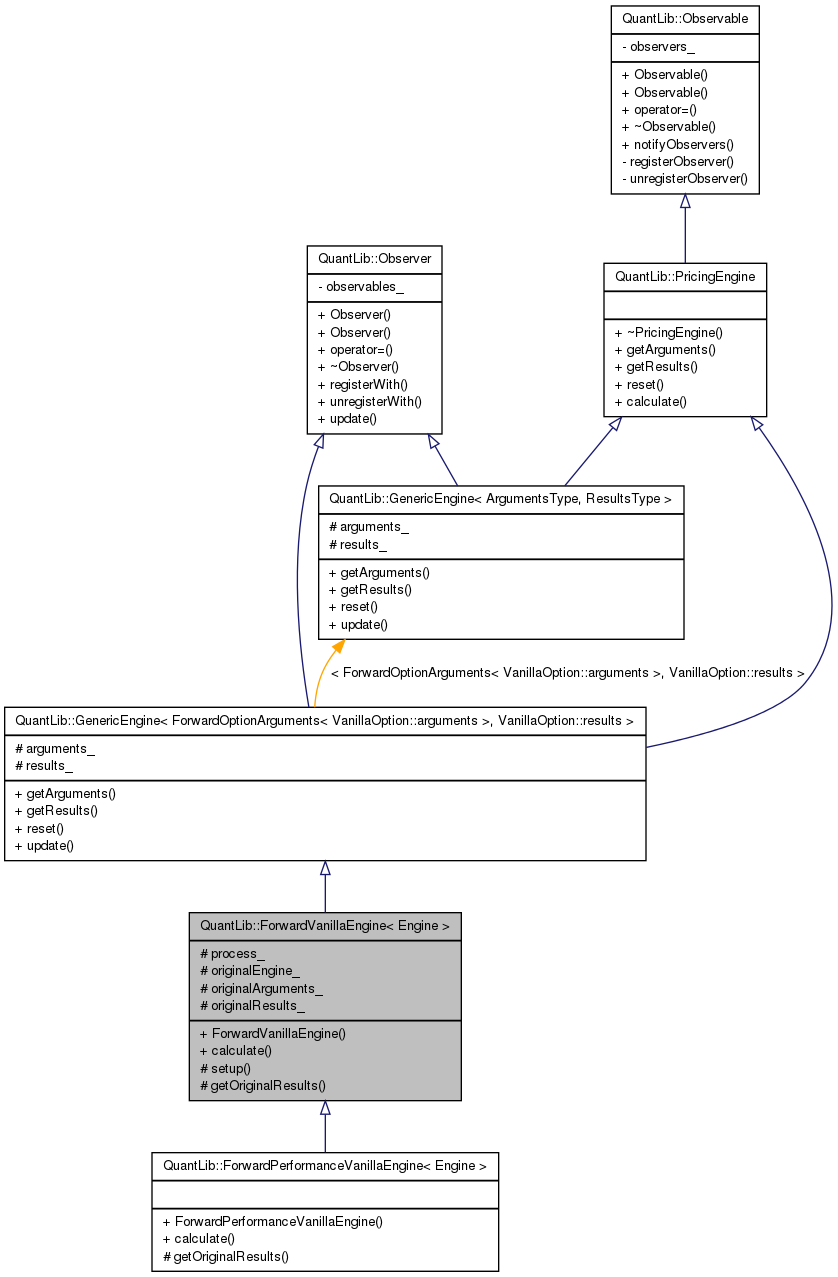 QuantLib::Observable
- observers_
+ Observable()
+ Observable()
+ operator=()
+ ~Observable()
+ notifyObservers()
- registerObserver()
- unregisterObserver()
QuantLib::Observer
- observables_
+ Observer()
+ Observer()
+ operator=()
+ ~Observer()
+ registerWith()
+ unregisterWith()
+ update()
QuantLib::PricingEngine
+ ~PricingEngine()
+ getArguments()
+ getResults()
+ reset()
+ calculate()
QuantLib::GenericEngine< ArgumentsType, ResultsType >
# arguments_
# results_
+ getArguments()
+ getResults()
+ reset()
+ update()
< ForwardOptionArguments< VanillaOption::arguments >, VanillaOption::results >
QuantLib::GenericEngine< ForwardOptionArguments< VanillaOption::arguments >, VanillaOption::results >
# arguments_
# results_
+ getArguments()
+ getResults()
+ reset()
+ update()
QuantLib::ForwardVanillaEngine< Engine >
# process_
# originalEngine_
# originalArguments_
# originalResults_
+ ForwardVanillaEngine()
+ calculate()
# setup()
# getOriginalResults()
QuantLib::ForwardPerformanceVanillaEngine< Engine >
+ ForwardPerformanceVanillaEngine()
+ calculate()
# getOriginalResults()